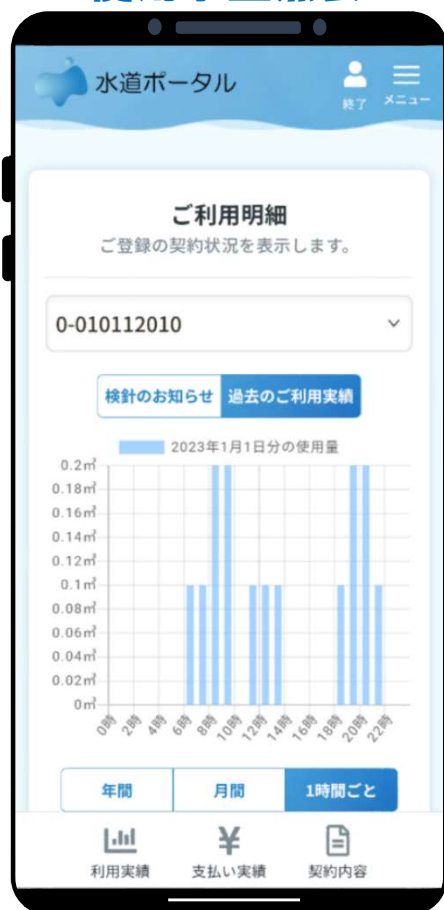 水道ポータル
終了
メニュー
ご利用明細
ご登録の契約状況を表示します。
0-010112010
検針のお知らせ 過去のご利用実績
2023年1月1日分の使用量
0.2㎥
0.18㎥
0.16㎥
0.14㎥
0.12㎥
0.1㎥
0.08㎥
0.06㎥
0.04㎥
0.02㎥
0㎥
0時 2時 4時 6時 8時 10時 12時 14時 16時 18時 20時 22時
年間 月間 1時間ごと
利用実績 支払い実績 契約内容